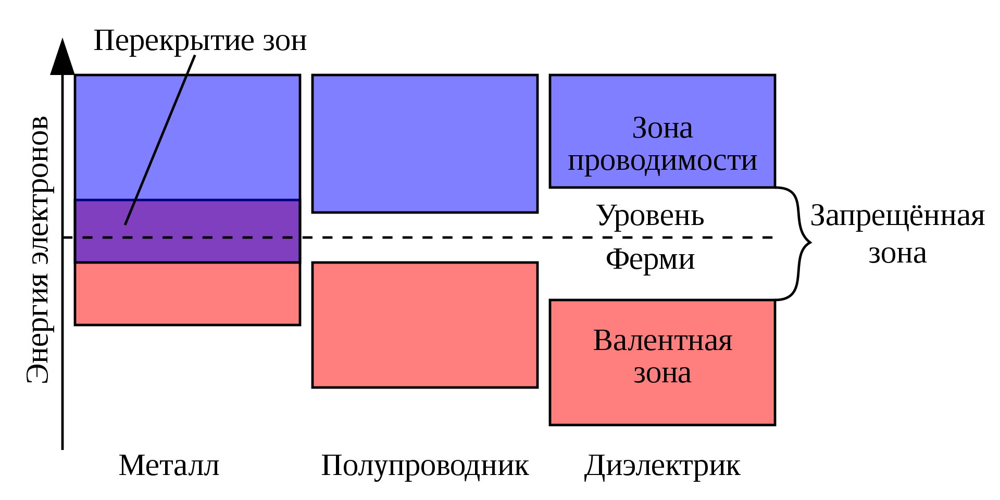 Перекрытие зон
Энергия электронов
Зона
проводимости
Уровень
Ферми
Запрещённая
зона
Валентная
зона
Металл
Полупроводник
Диэлектрик